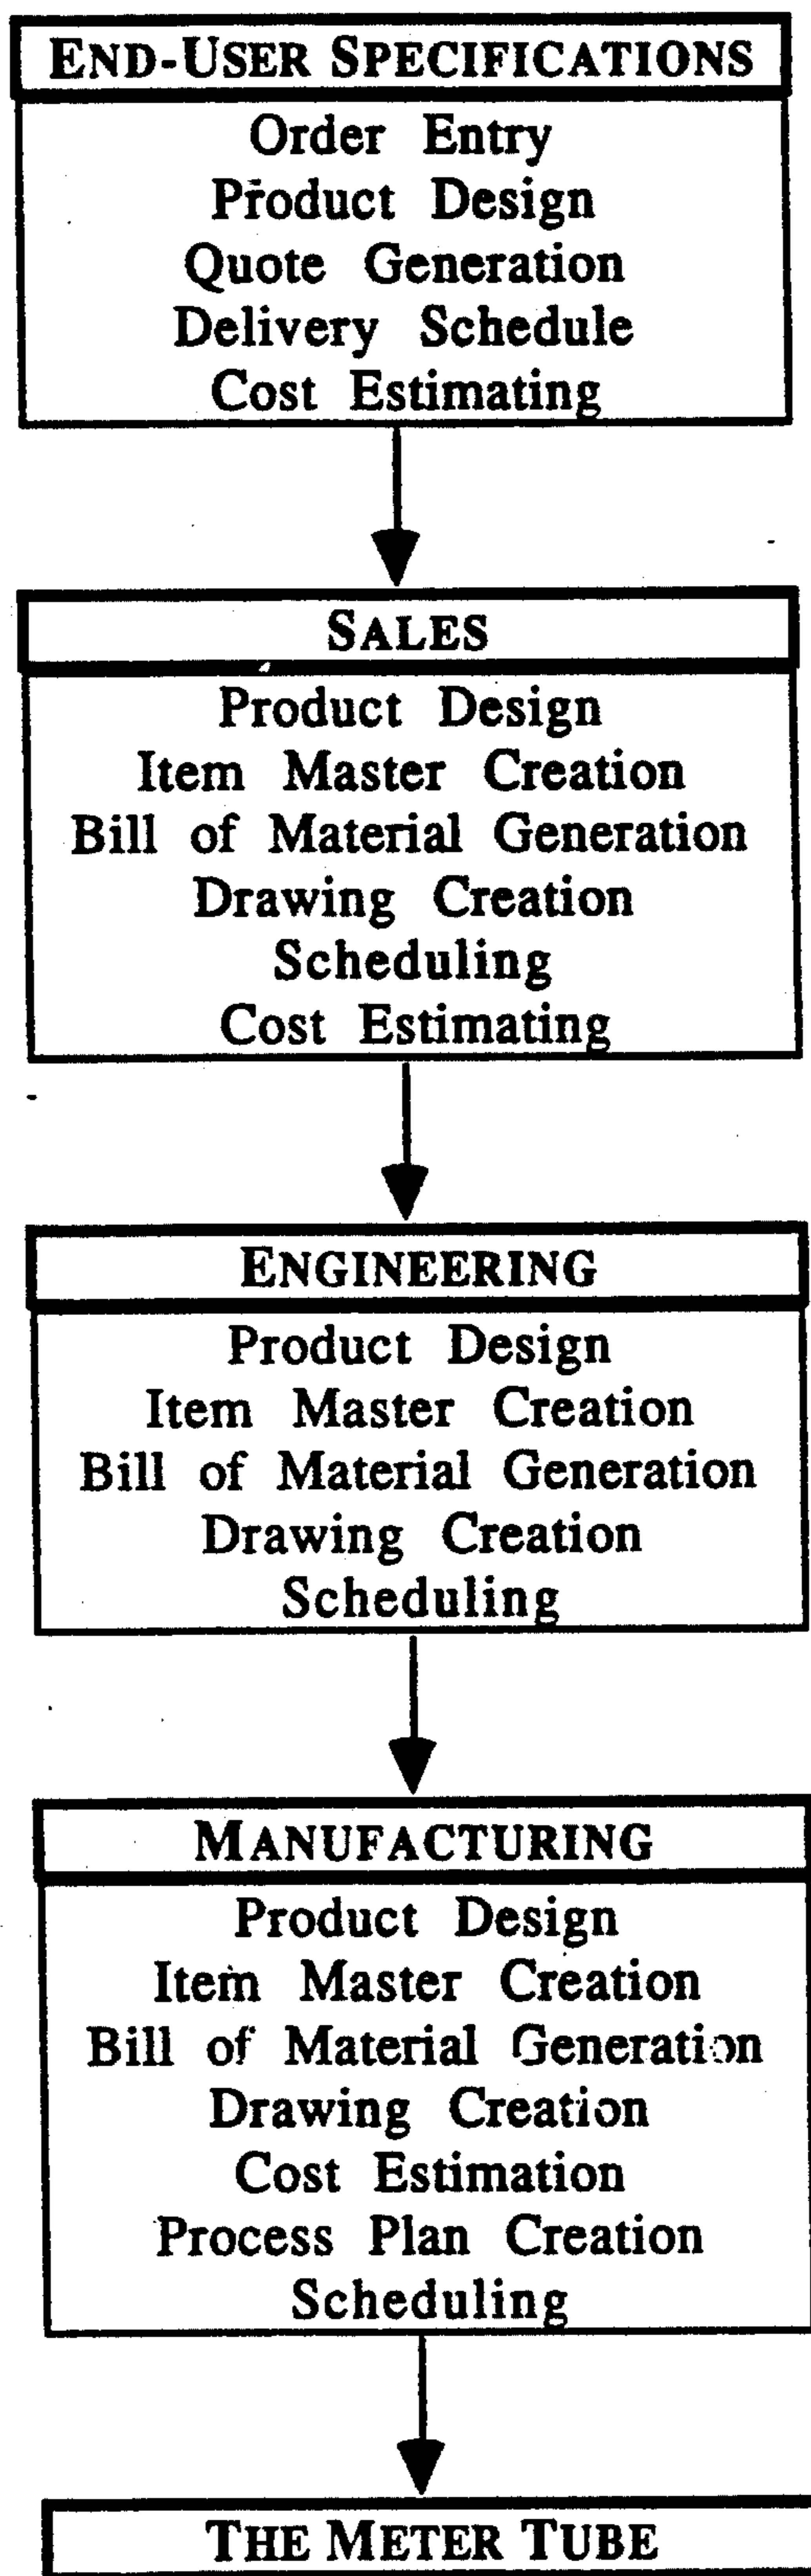 END-USER SPECIFICATIONS
Order Entry
Product Design
Quote Generation
Delivery Schedule
Cost Estimating
SALES
Product Design
Item Master Creation
Bill of Material Generation
Drawing Creation
Scheduling
Cost Estimating
ENGINEERING
Product Design
Item Master Creation
Bill of Material Generation
Drawing Creation
Scheduling
MANUFACTURING
Product Design
Item Master Creation
Bill of Material Generation
Drawing Creation
Cost Estimation
Process Plan Creation
Scheduling
THE METER TUBE